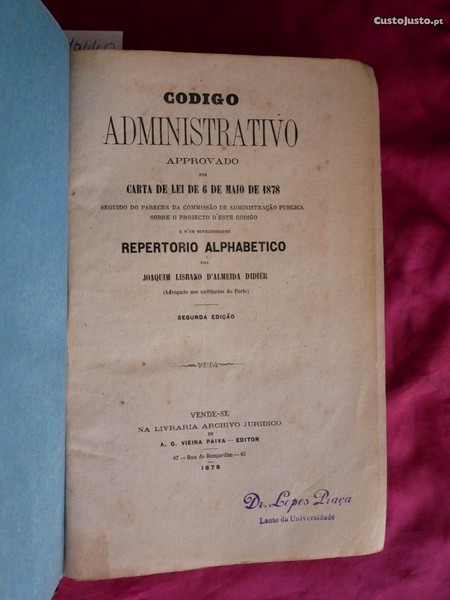 CustoJusto.pt
CODIGO
ADMINISTRATIVO
APPROVADO
POR
CARTA DE LEI DE 6 DE MAIO DE 1878
SEGUIDO DO PARECER DA COMMISSÃO DE ADMINISTRAÇÃO PUBLICA
SOBRE O PROJECTO D'ESTE CODIGO
E D'UM
REPERTORIO ALPHABETICO
POR
JOAQUIM LISBANO D'ALMEIDA DIDIER
(Advogado nos auditorios do Porto)
SEGUNDA EDIÇÃO
VENDE-SE
NA LIVRARIA ARCHIVO JURIDICO
DE
A. G. VIEIRA PAIVA — EDITOR
67 — Rua do Bomjardim — 67
1878
Dr. Lopes Praça
Lente da Universidade